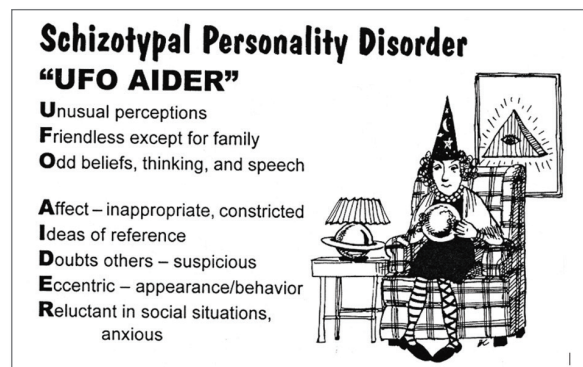 Schizotypal Personality Disorder
“UFO AIDER”
Unusual perceptions
Friendless except for family
Odd beliefs, thinking, and speech
Affect – inappropriate, constricted
Ideas of reference
Doubts others – suspicious
Eccentric – appearance/behavior
Reluctant in social situations,
anxious